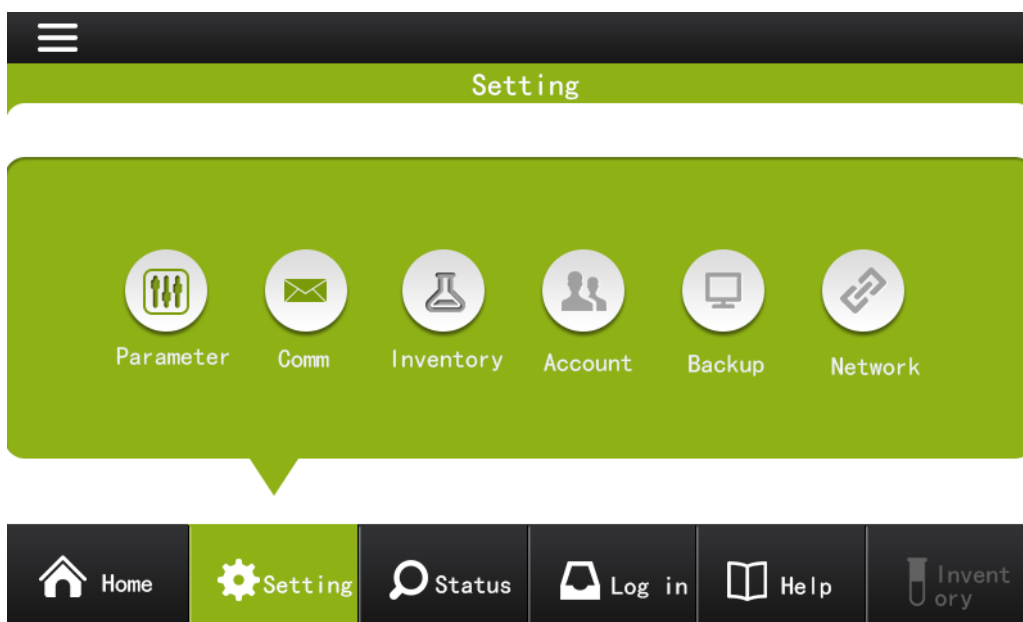 Setting
Parameter
Comm
Inventory
Account
Backup
Network
Home
Setting
Status
Log in
Help
Invent
ory